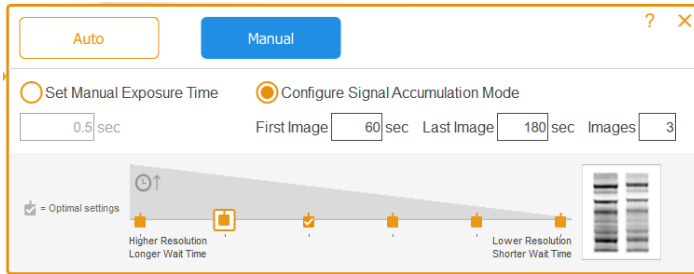 ? ×
Auto Manual
Set Manual Exposure Time Configure Signal Accumulation Mode
0.5 sec First Image 60 sec Last Image 180 sec Images 3
= Optimal settings
Higher Resolution Lower Resolution
Longer Wait Time Shorter Wait Time